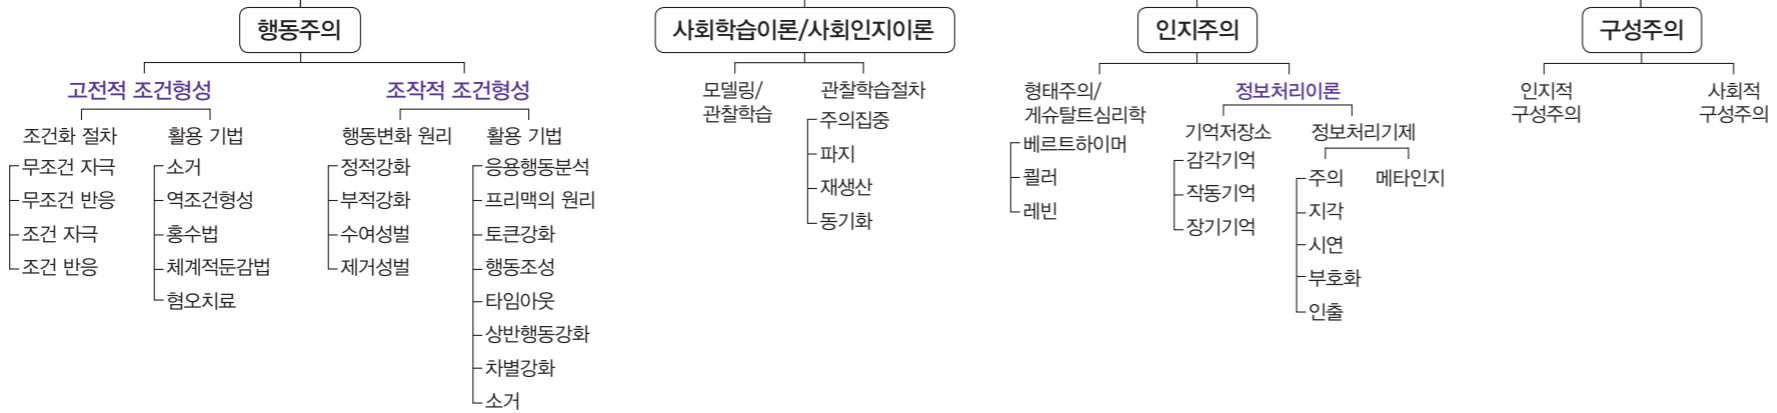 행동주의
고전적 조건형성
조건화 절차
무조건 자극
무조건 반응
조건 자극
조건 반응
활용 기법
소거
역조건형성
홍수법
체계적둔감법
혐오치료
조작적 조건형성
행동변화 원리
정적강화
부적강화
수여성벌
제거성벌
활용 기법
응용행동분석
프리맥의 원리
토큰강화
행동조성
타임아웃
상반행동강화
차별강화
소거
사회학습이론/사회인지이론
모델링/
관찰학습
관찰학습절차
주의집중
파지
재생산
동기화
인지주의
형태주의/
게슈탈트심리학
베르트하이머
쾰러
레빈
정보처리이론
기억저장소
감각기억
작동기억
장기기억
정보처리기제
주의
지각
시연
부호화
인출
메타인지
구성주의
인지적
구성주의
사회적
구성주의